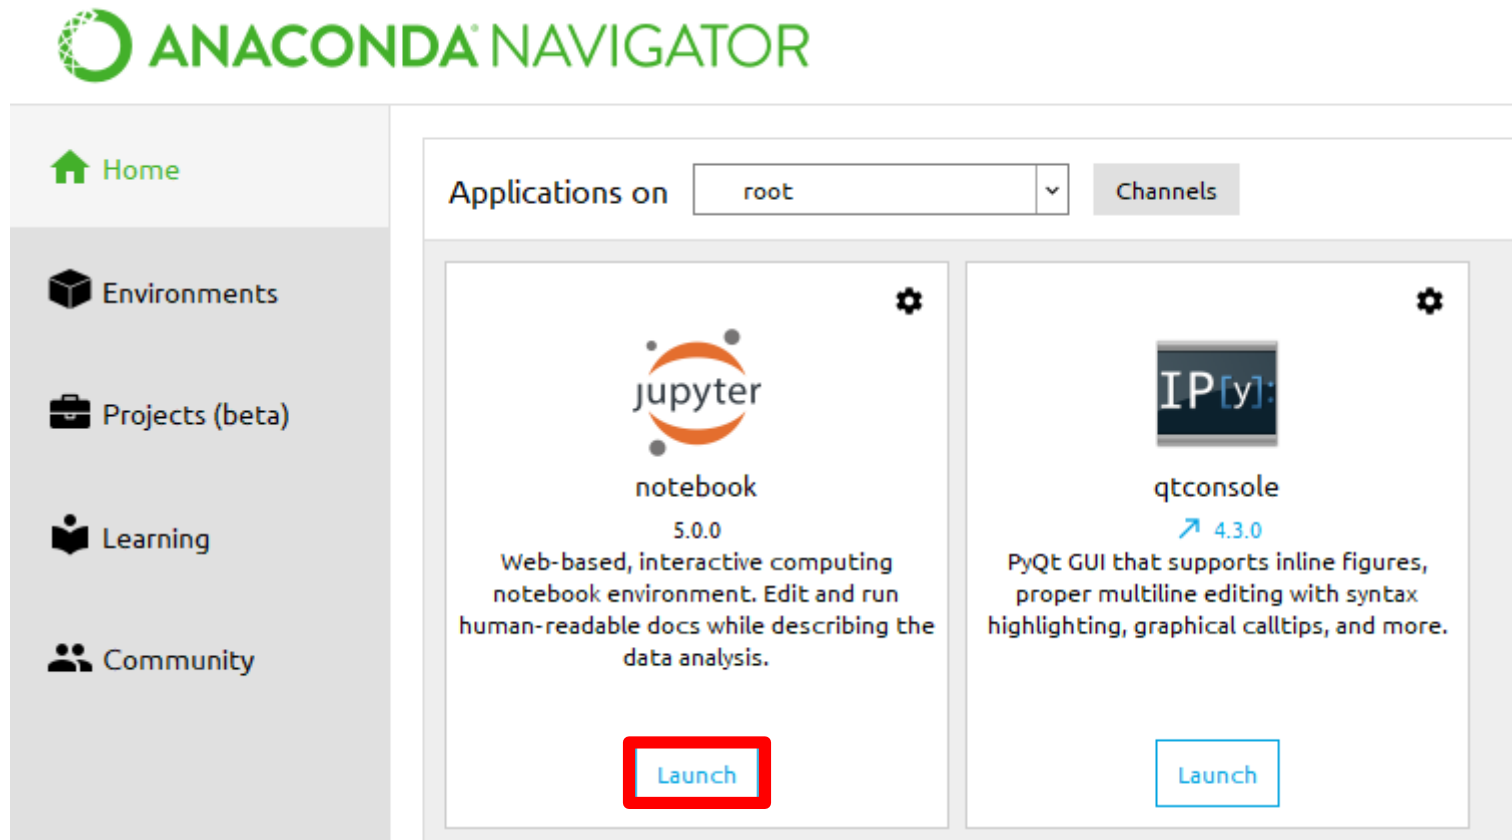 ANACONDA NAVIGATOR
Home
Environments
Projects (beta)
Learning
Community
Applications on root Channels
jupyter
notebook
5.0.0
Web-based, interactive computing
notebook environment. Edit and run
human-readable docs while describing the
data analysis.
Launch
IP[y]:
qtconsole
4.3.0
PyQt GUI that supports inline figures,
proper multiline editing with syntax
highlighting, graphical calltips, and more.
Launch